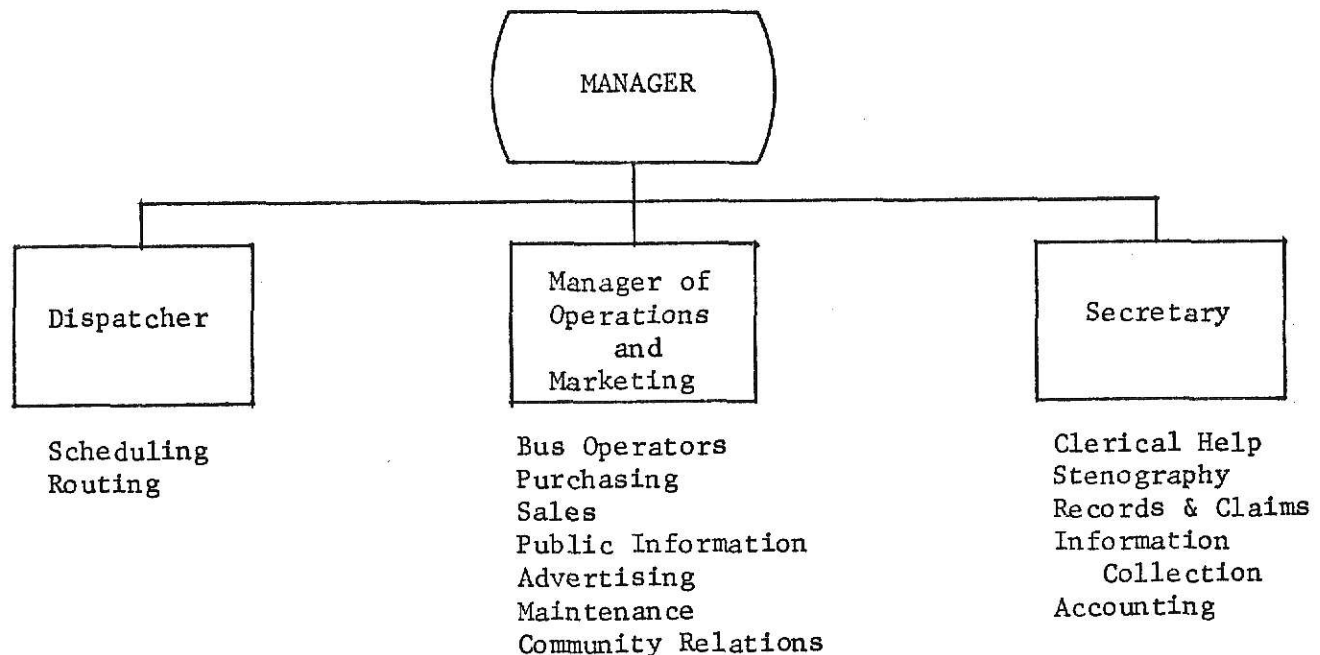 MANAGER
Dispatcher
Scheduling
Routing
Manager of
Operations
and
Marketing
Bus Operators
Purchasing
Sales
Public Information
Advertising
Maintenance
Community Relations
Secretary
Clerical Help
Stenography
Records & Claims
Information
Collection
Accounting